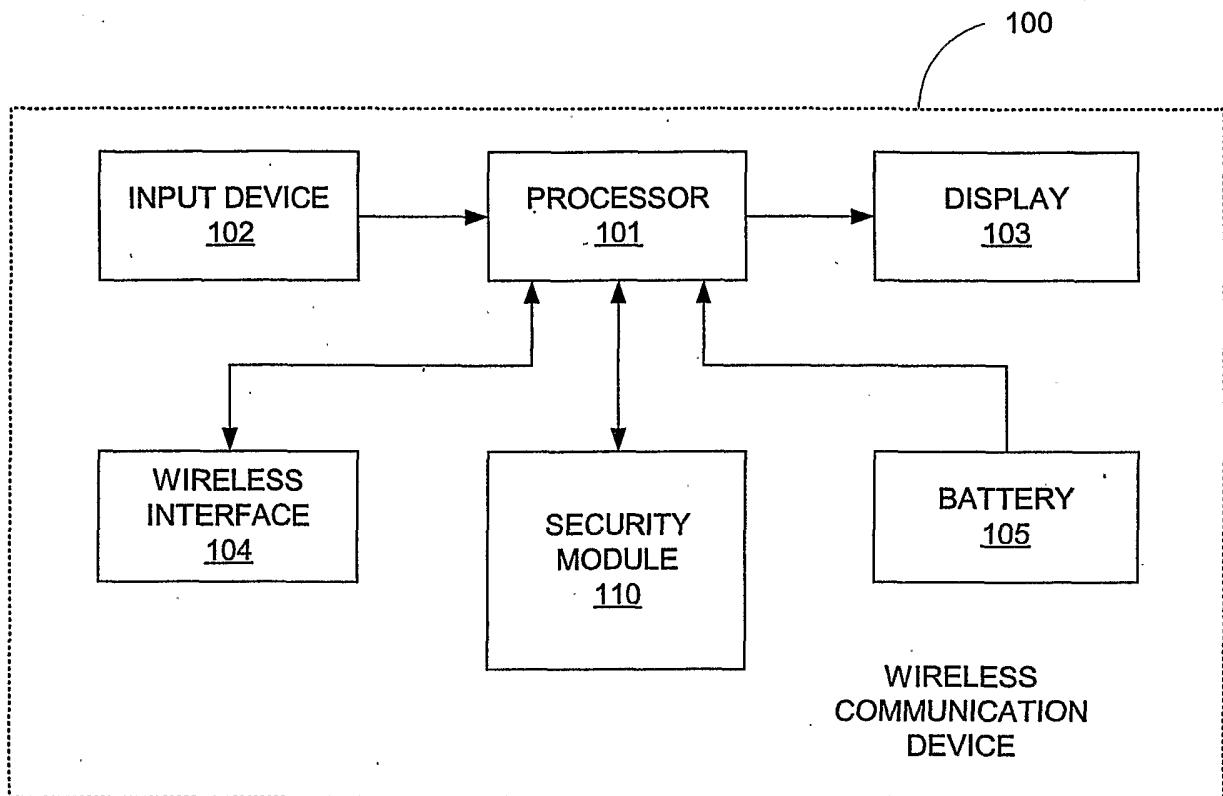 100
INPUT DEVICE
102
PROCESSOR
101
DISPLAY
103
WIRELESS
INTERFACE
104
SECURITY
MODULE
110
BATTERY
105
WIRELESS
COMMUNICATION
DEVICE